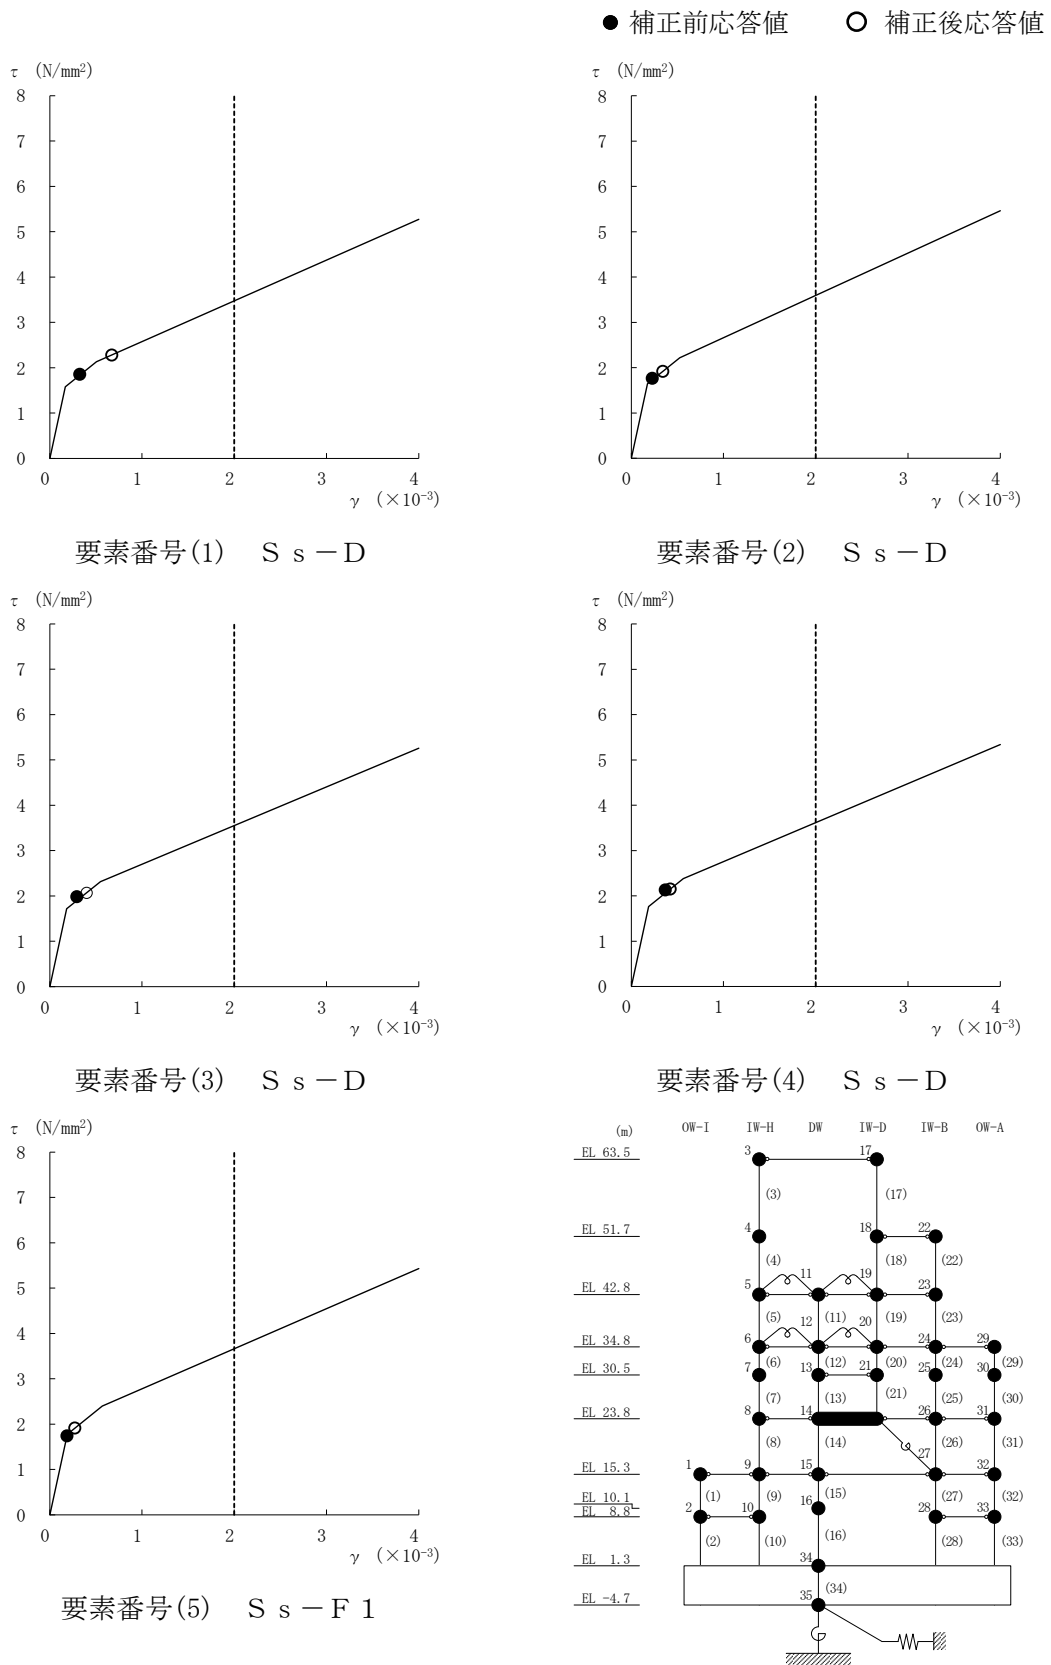 ● 補正前応答値 ○ 補正後応答値
τ (N/mm²)
8
7
6
5
4
3
2
1
0
0 1 2 3 4
γ (×10⁻³)
要素番号(1) Ｓｓ－Ｄ
τ (N/mm²)
8
7
6
5
4
3
2
1
0
0 1 2 3 4
γ (×10⁻³)
要素番号(2) Ｓｓ－Ｄ
τ (N/mm²)
8
7
6
5
4
3
2
1
0
0 1 2 3 4
γ (×10⁻³)
要素番号(3) Ｓｓ－Ｄ
τ (N/mm²)
8
7
6
5
4
3
2
1
0
0 1 2 3 4
γ (×10⁻³)
要素番号(4) Ｓｓ－Ｄ
τ (N/mm²)
8
7
6
5
4
3
2
1
0
0 1 2 3 4
γ (×10⁻³)
要素番号(5) Ｓｓ－Ｆ１
(m) OW-I IW-H DW IW-D IW-B OW-A
EL 63.5 3 17
(3) (17)
EL 51.7 4 18 22
(4) (18) (22)
EL 42.8 5 11 19 23
(5) (11) (19) (23)
EL 34.8 6 12 20 24 29
(6) (12) (20) (24) (29)
EL 30.5 7 13 21 25 30
(7) (13) (21) (25) (30)
EL 23.8 8 14 26 31
(8) (14) (26) (31)
EL 15.3 1 9 15 27 32
(1) (9) (15) (27) (32)
EL 10.1 16
EL 8.8 2 10 28 33
(2) (10) (16) (28) (33)
EL 1.3 34
(34)
EL -4.7 35